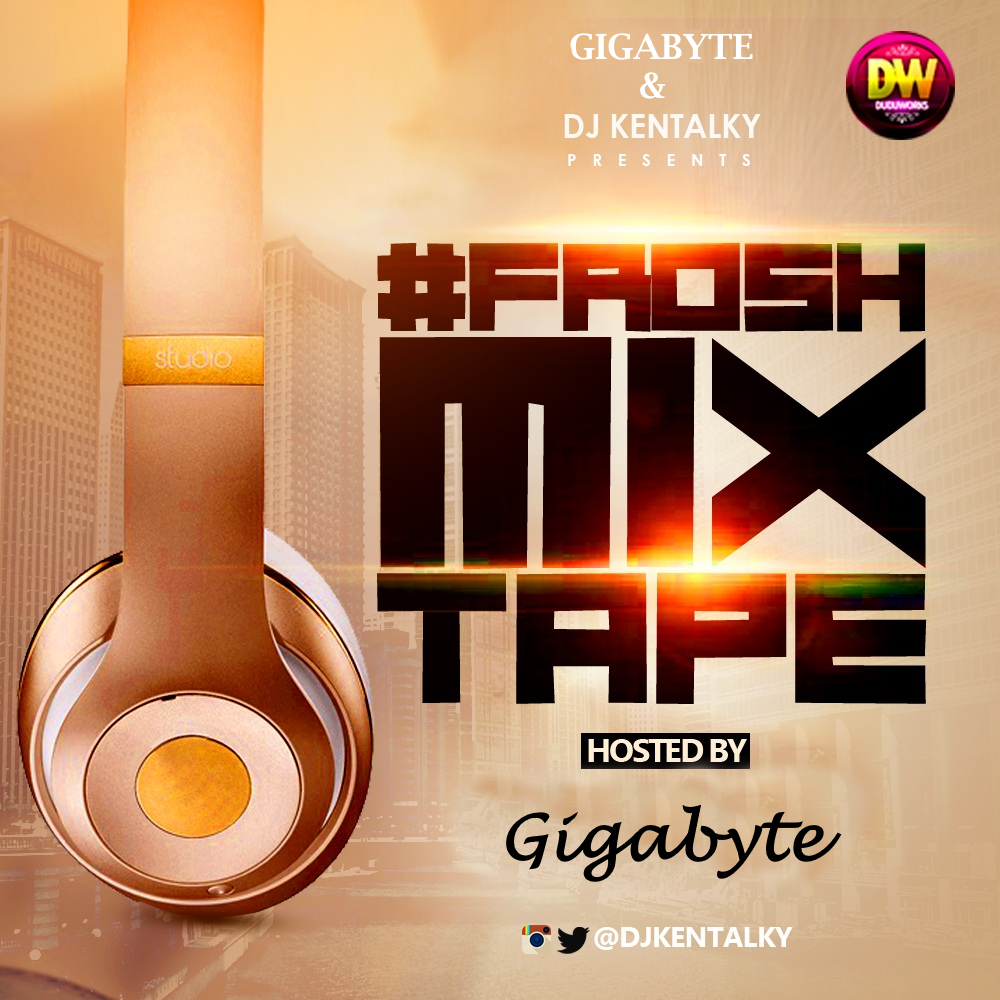 GIGABYTE
&
DJ KENTALKY
PRESENTS
DW
DUDUWORKS
#FROSH
MIX
TAPE
studio
HOSTED BY
Gigabyte
@DJKENTALKY